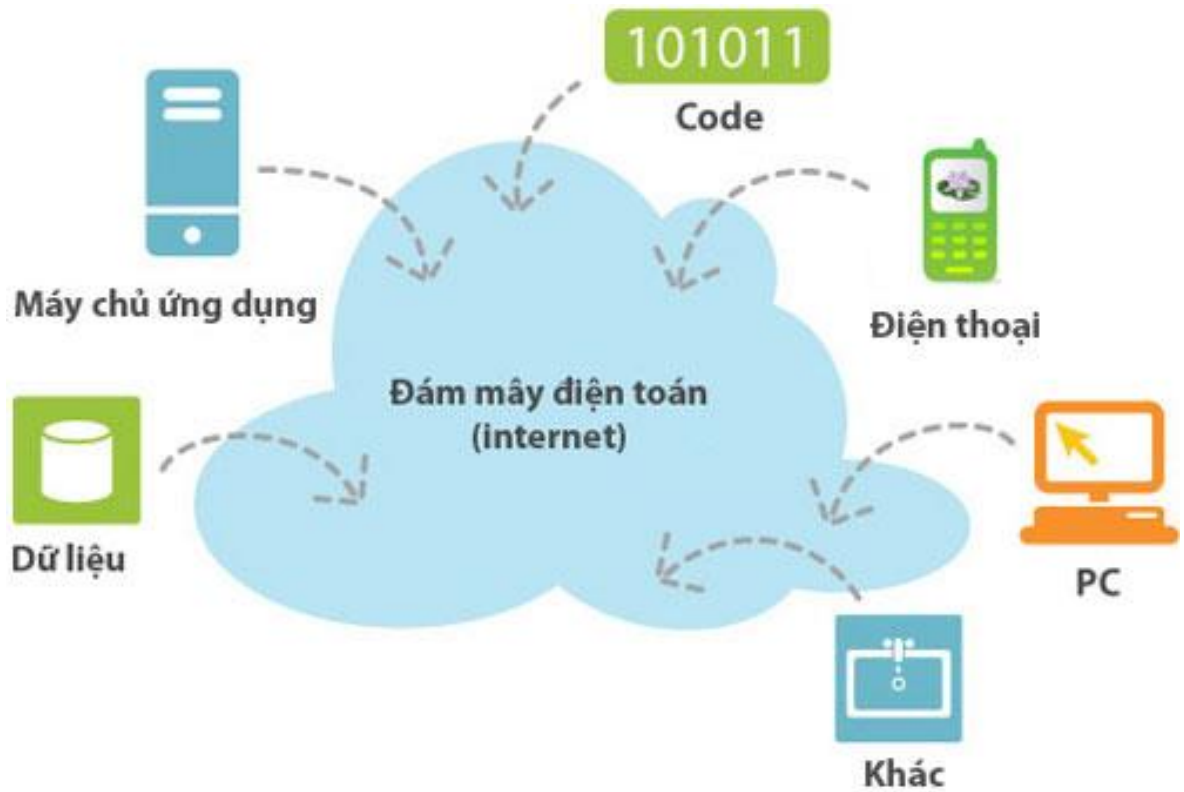 101011
Code
Máy chủ ứng dụng
Điện thoại
Đám mây điện toán
(internet)
Dữ liệu
PC
Khác